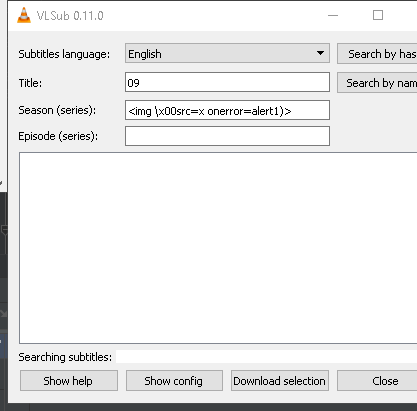 VLSub 0.11.0
Subtitles language: English Search by has
Title: 09 Search by nam
Season (series): <img \x00src=x onerror=alert1)>
Episode (series):
Searching subtitles:
Show help Show config Download selection Close